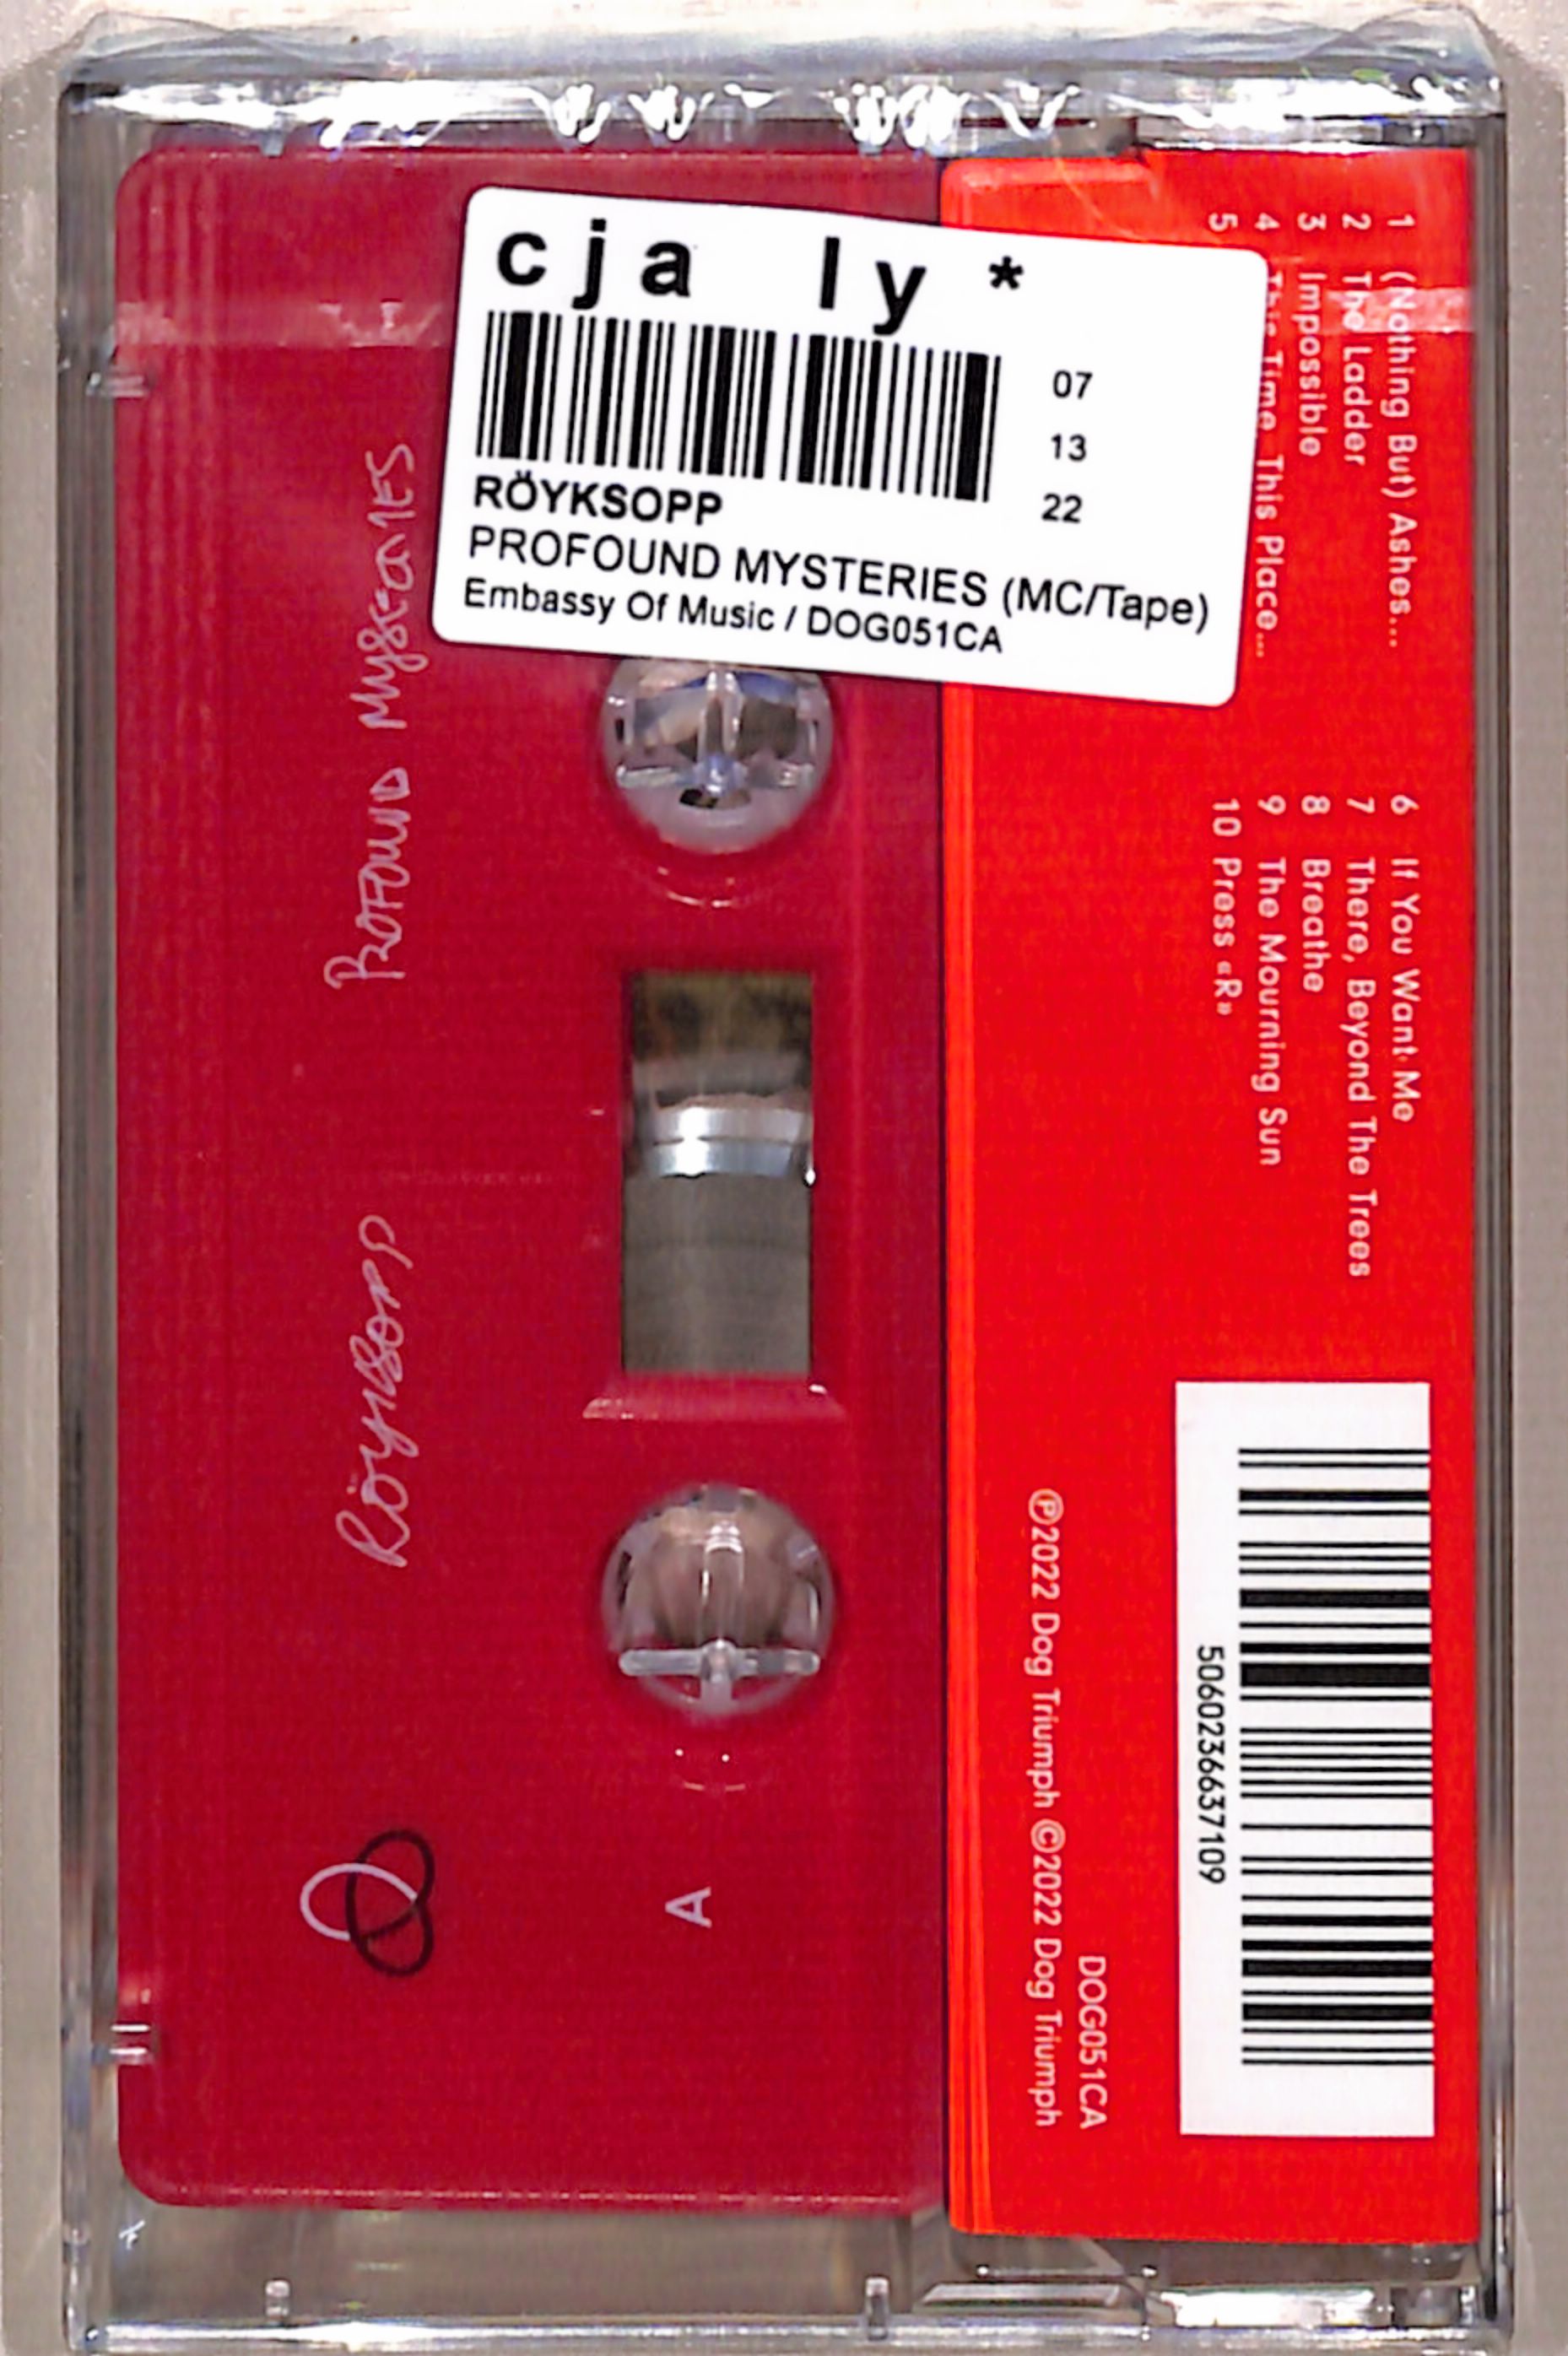 cja ly *
07
13
22
RÖYKSOPP
PROFOUND MYSTERIES (MC/Tape)
Embassy Of Music / DOG051CA
1 (Nothing But) Ashes...
2 The Ladder
3 Impossible
4 This Time, This Place...
5
6 If You Want Me
7 There, Beyond The Trees
8 Breathe
9 The Mourning Sun
10 Press «R»
5060236637109
DOG051CA
℗2022 Dog Triumph ©2022 Dog Triumph
Röyksopp
PROFOUND MYSTERIES
A